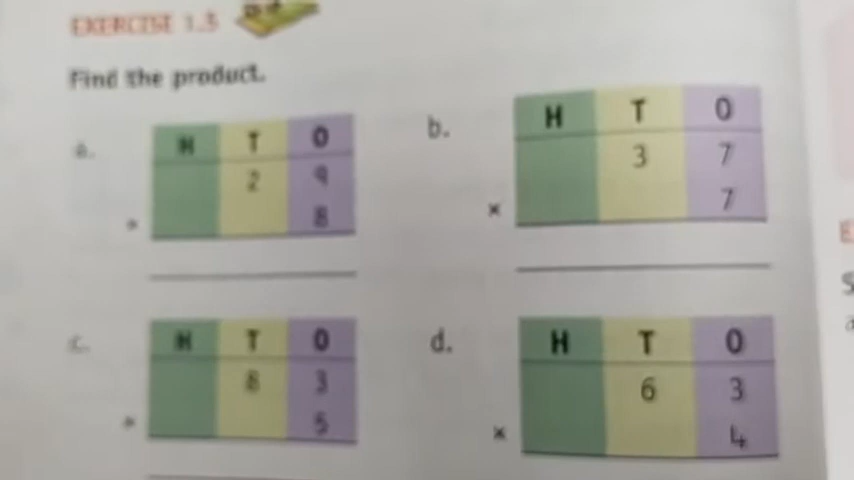 EXERCISE 1.5
Find the product.
a.
H T O
2 9
× 8
b.
H T O
3 7
× 7
c.
H T O
8 3
× 5
d.
H T O
6 3
× 4
E
S